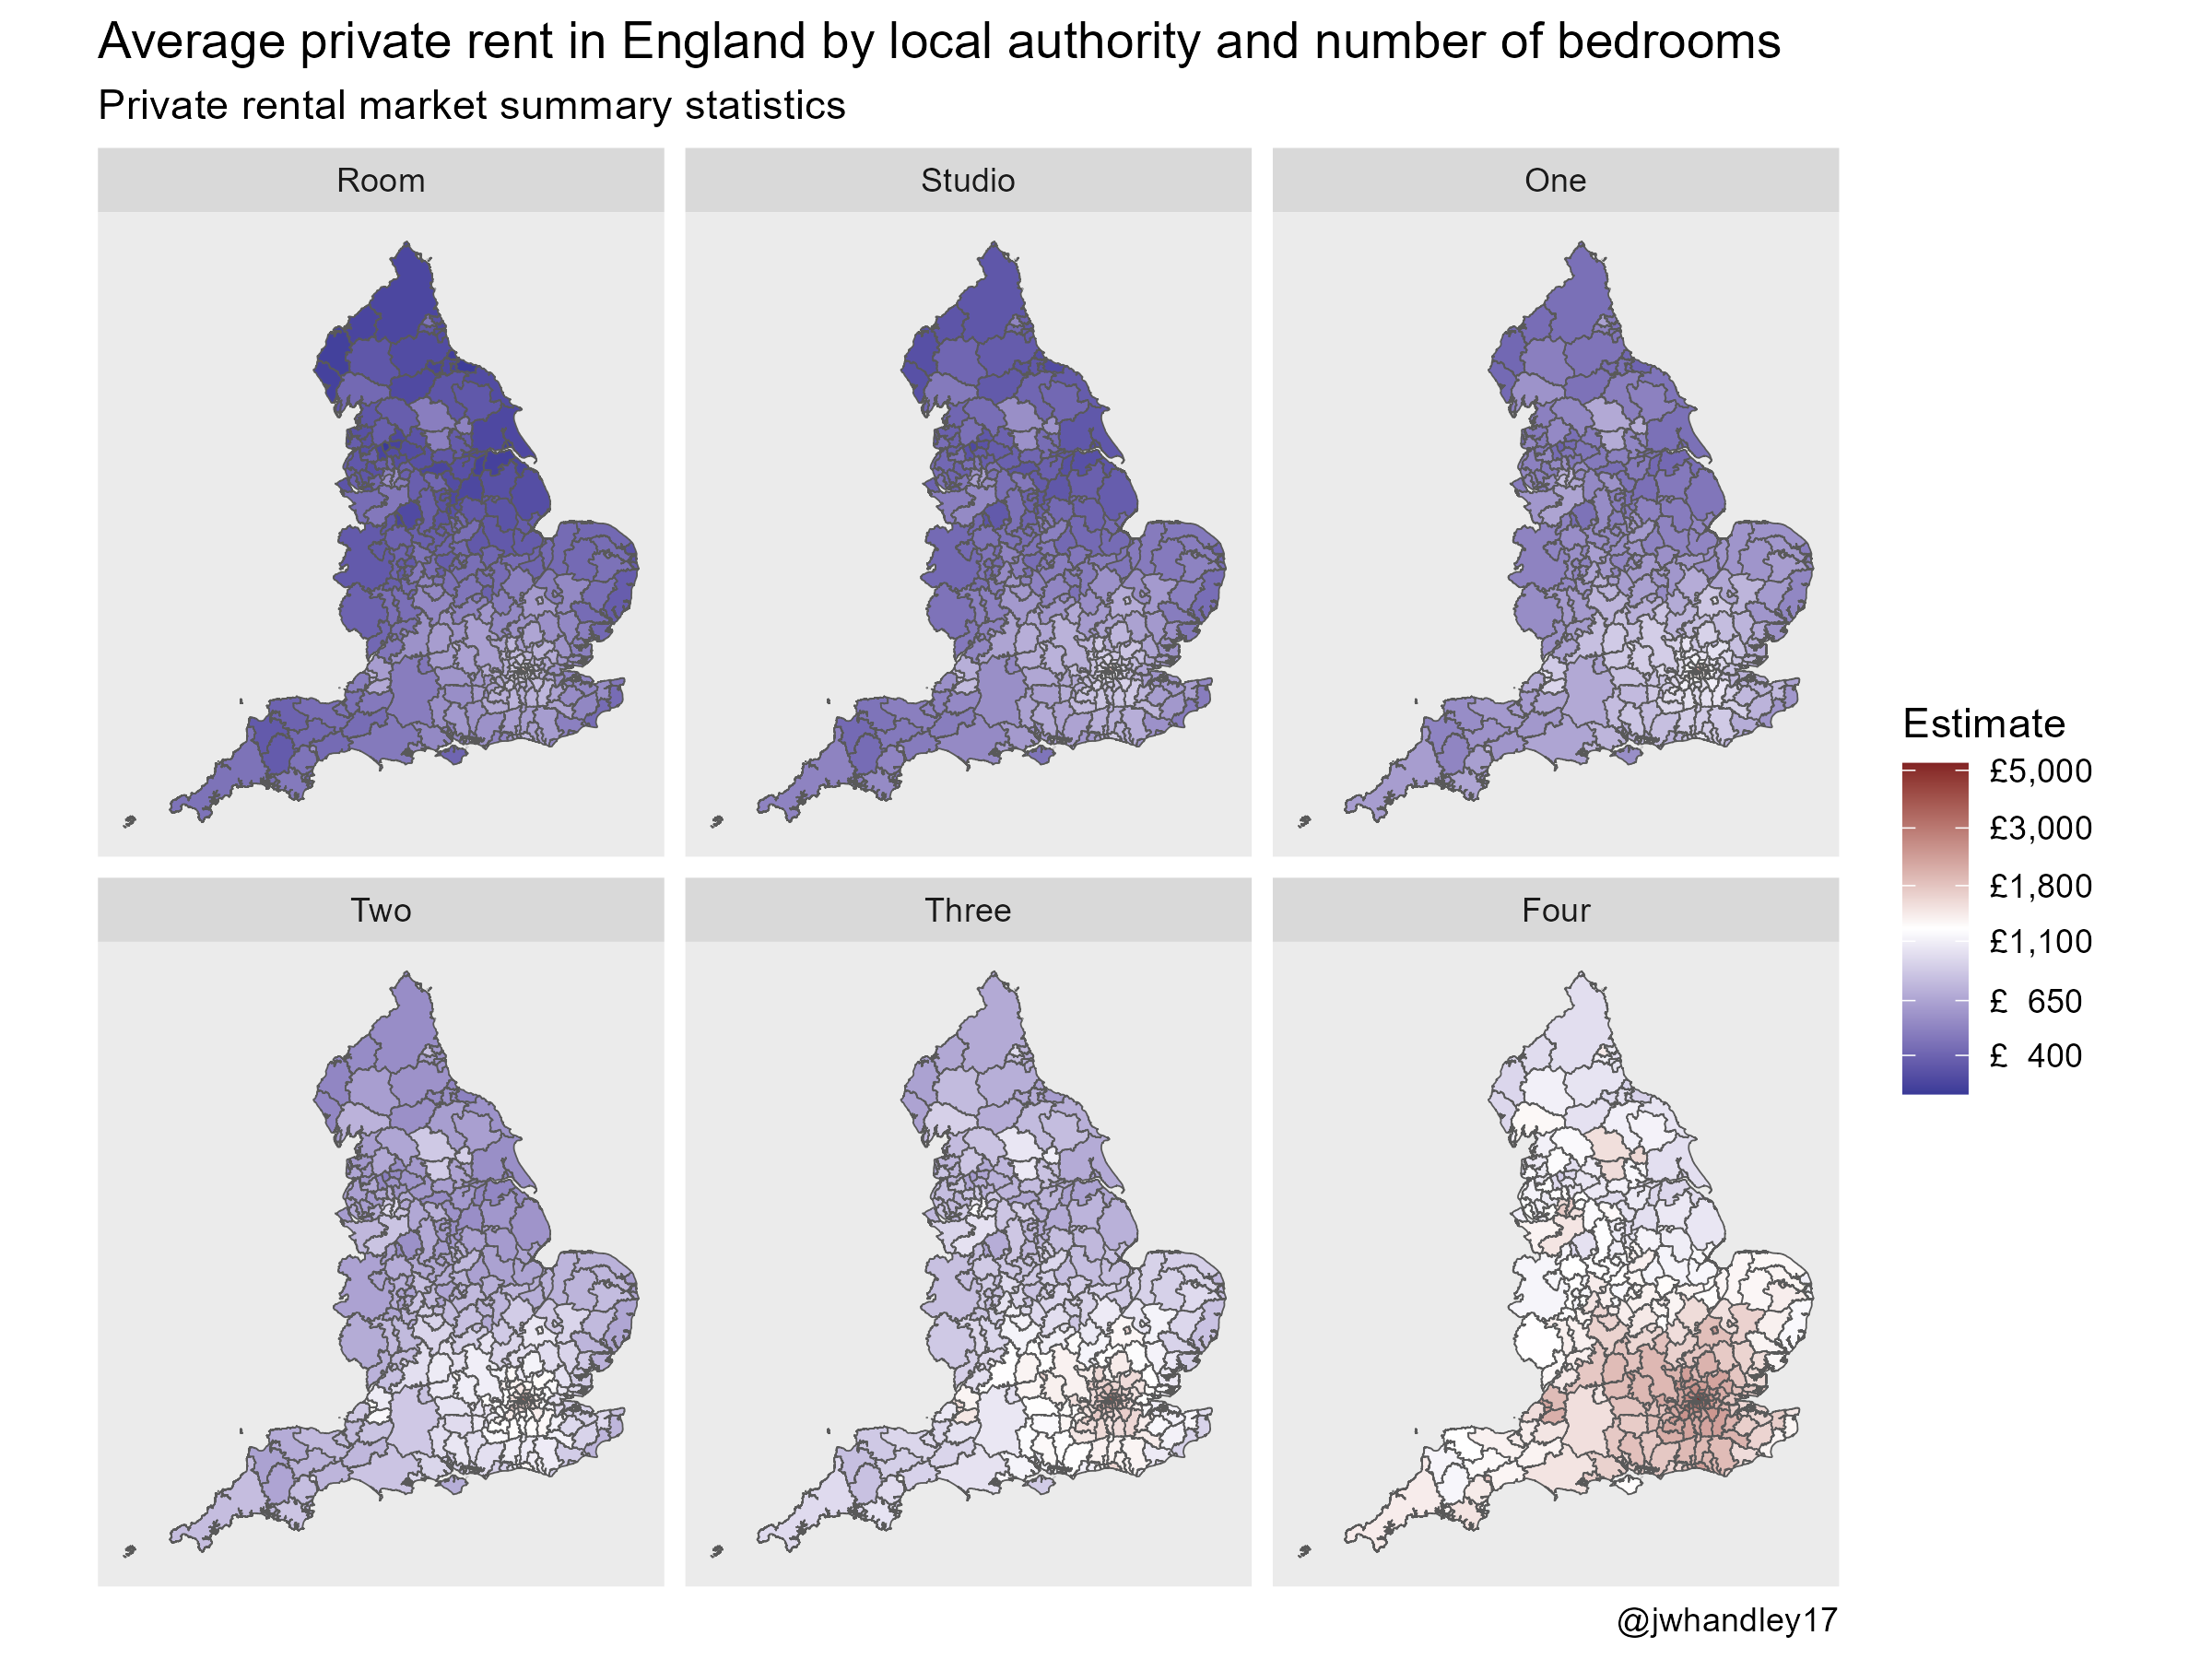 Average private rent in England by local authority and number of bedrooms
Private rental market summary statistics
Room
Studio
One
Two
Three
Four
Estimate
£5,000
£3,000
£1,800
£1,100
£ 650
£ 400
@jwhandley17